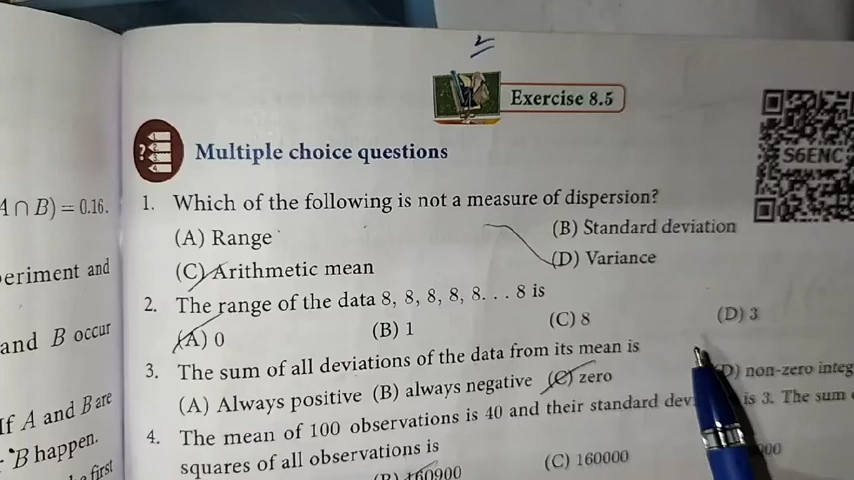 Exercise 8.5
S6ENC
Multiple choice questions
A ∩ B) = 0.16.
1. Which of the following is not a measure of dispersion?
(A) Range (B) Standard deviation
(C) Arithmetic mean (D) Variance
eriment and
2. The range of the data 8, 8, 8, 8, 8. . . 8 is
(A) 0 (B) 1 (C) 8 (D) 3
and B occur
3. The sum of all deviations of the data from its mean is
(A) Always positive (B) always negative (C) zero D) non-zero integ
If A and B are
4. The mean of 100 observations is 40 and their standard dev is 3. The sum
B happen.
squares of all observations is
first
(B) 160900 (C) 160000